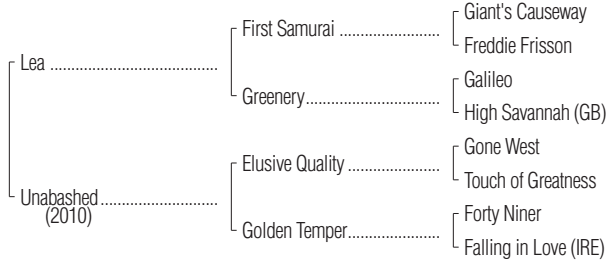 Giant's Causeway
First Samurai ....................
Freddie Frisson
Lea ...................................
Galileo
Greenery...........................
High Savannah (GB)
Gone West
Elusive Quality ...................
Touch of Greatness
Unabashed.........................
(2010)
Forty Niner
Golden Temper..................
Falling in Love (IRE)